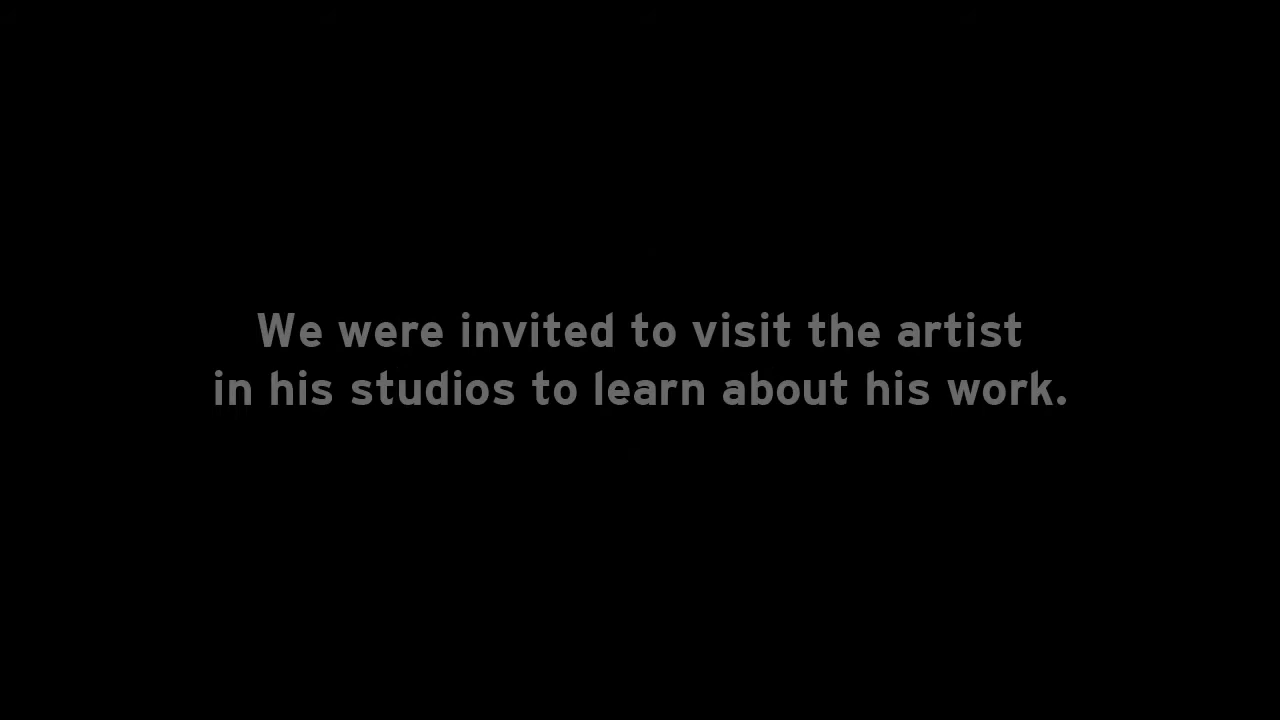 We were invited to visit the artist
in his studios to learn about his work.